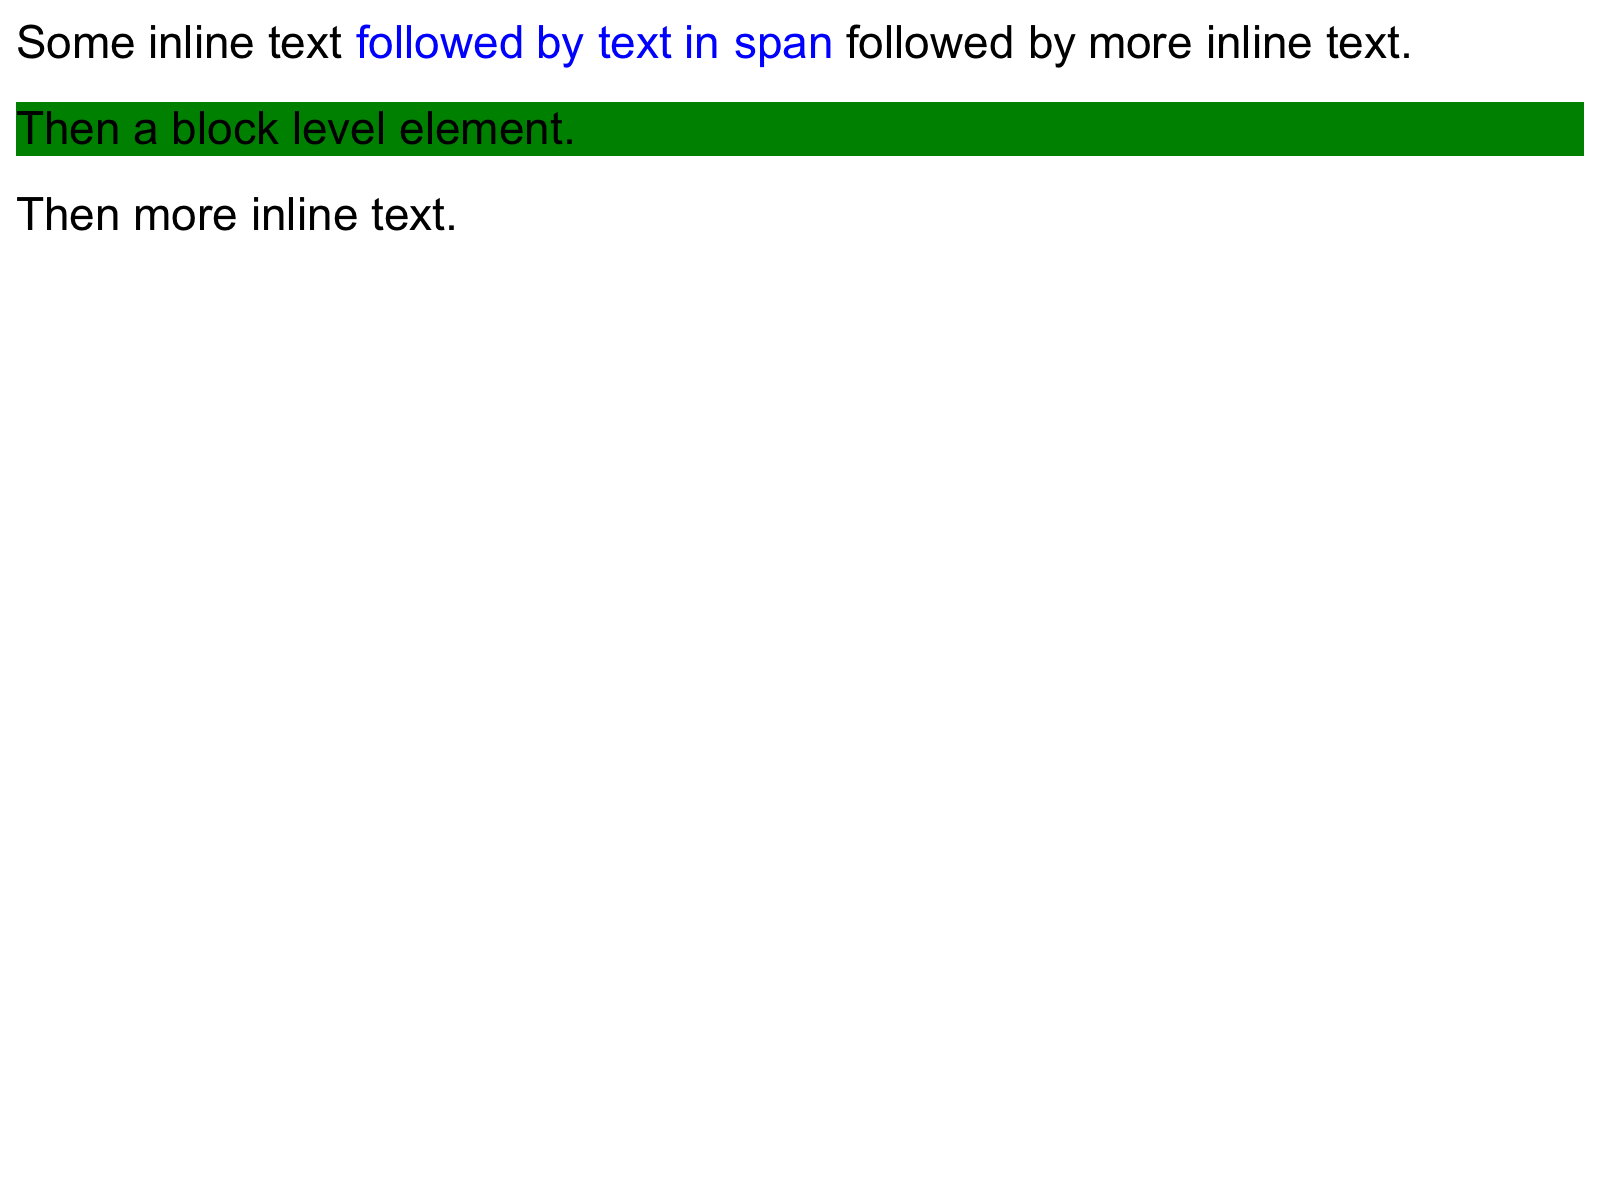 Some inline text followed by text in span followed by more inline text.
Then a block level element.
Then more inline text.